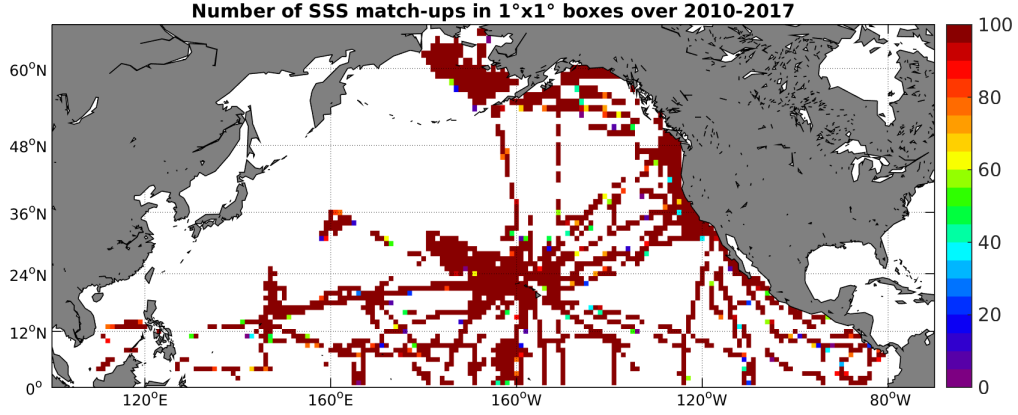 Number of SSS match-ups in 1°x1° boxes over 2010-2017
100
80
60
40
20
0
60°N
48°N
36°N
24°N
12°N
0°
120°E
160°E
160°W
120°W
80°W